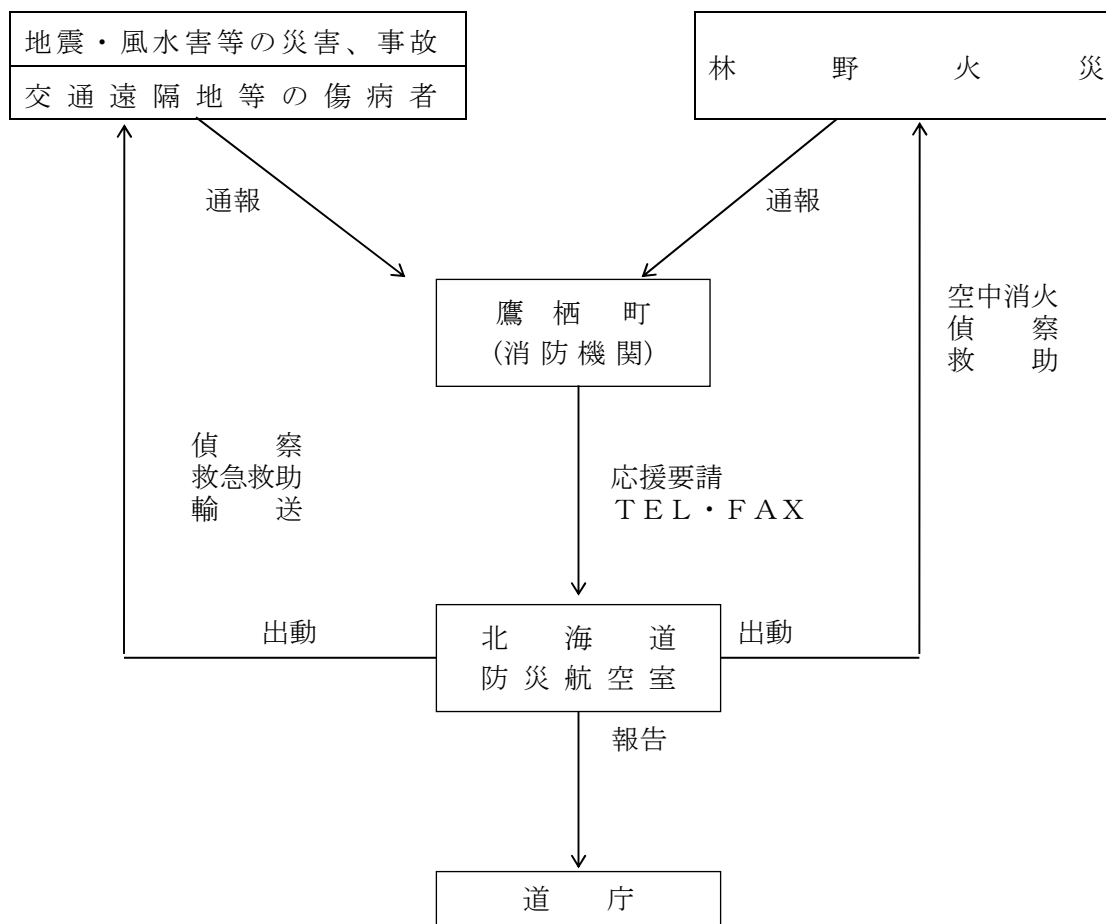 地震・風水害等の災害、事故
交通遠隔地等の傷病者
林野火災
通報
通報
鷹栖町
(消防機関)
空中消火
偵察
救助
偵察
救急救助
輸送
応援要請
ＴＥＬ・ＦＡＸ
出動
北海道
防災航空室
出動
報告
道庁